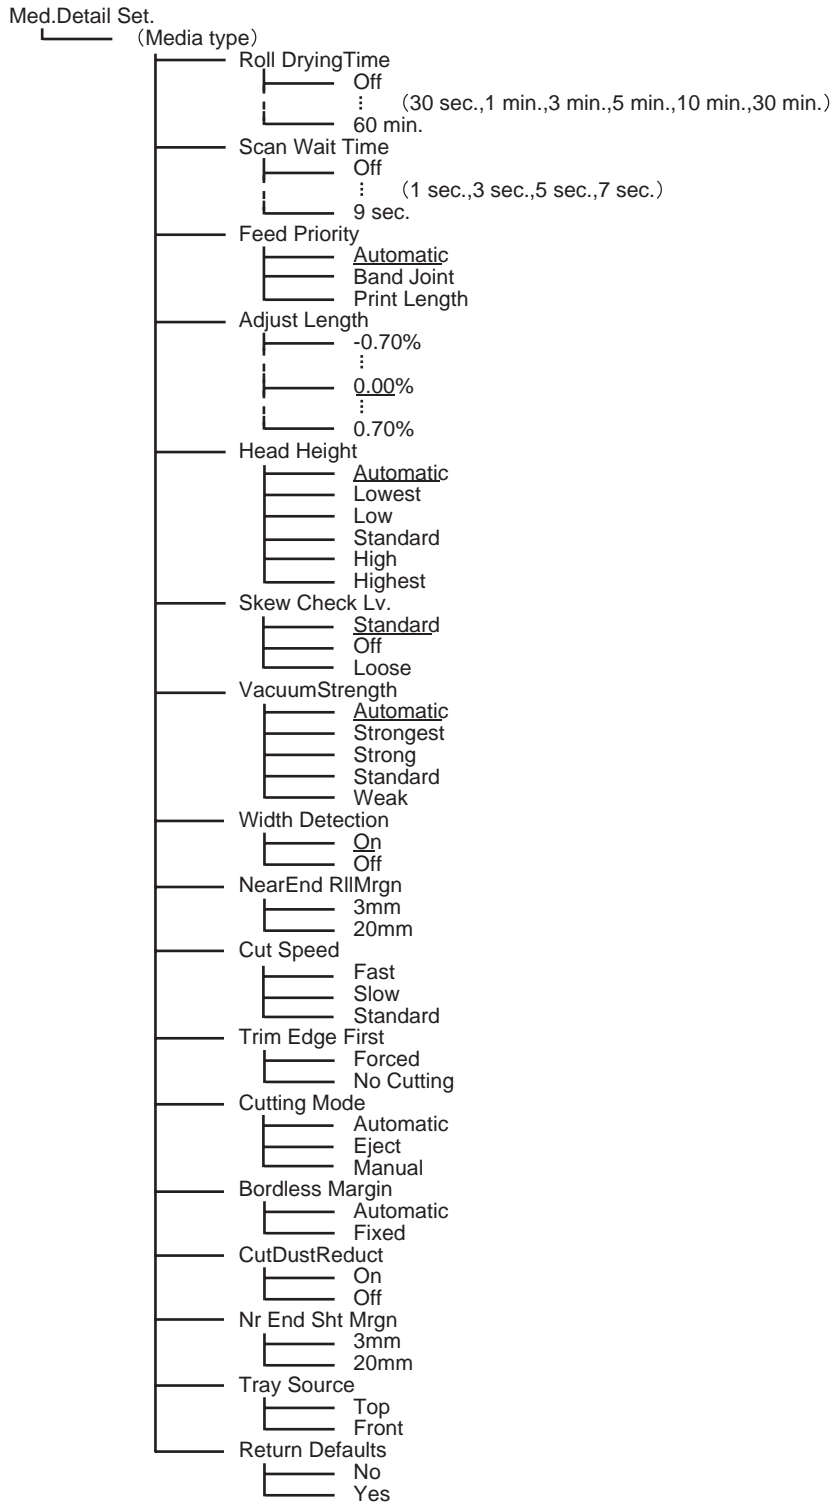 Med.Detail Set.
(Media type)
Roll DryingTime
Off
(30 sec.,1 min.,3 min.,5 min.,10 min.,30 min.)
60 min.
Scan Wait Time
Off
(1 sec.,3 sec.,5 sec.,7 sec.)
9 sec.
Feed Priority
Automatic
Band Joint
Print Length
Adjust Length
-0.70%
0.00%
0.70%
Head Height
Automatic
Lowest
Low
Standard
High
Highest
Skew Check Lv.
Standard
Off
Loose
VacuumStrength
Automatic
Strongest
Strong
Standard
Weak
Width Detection
On
Off
NearEnd RllMrgn
3mm
20mm
Cut Speed
Fast
Slow
Standard
Trim Edge First
Forced
No Cutting
Cutting Mode
Automatic
Eject
Manual
Bordless Margin
Automatic
Fixed
CutDustReduct
On
Off
Nr End Sht Mrgn
3mm
20mm
Tray Source
Top
Front
Return Defaults
No
Yes